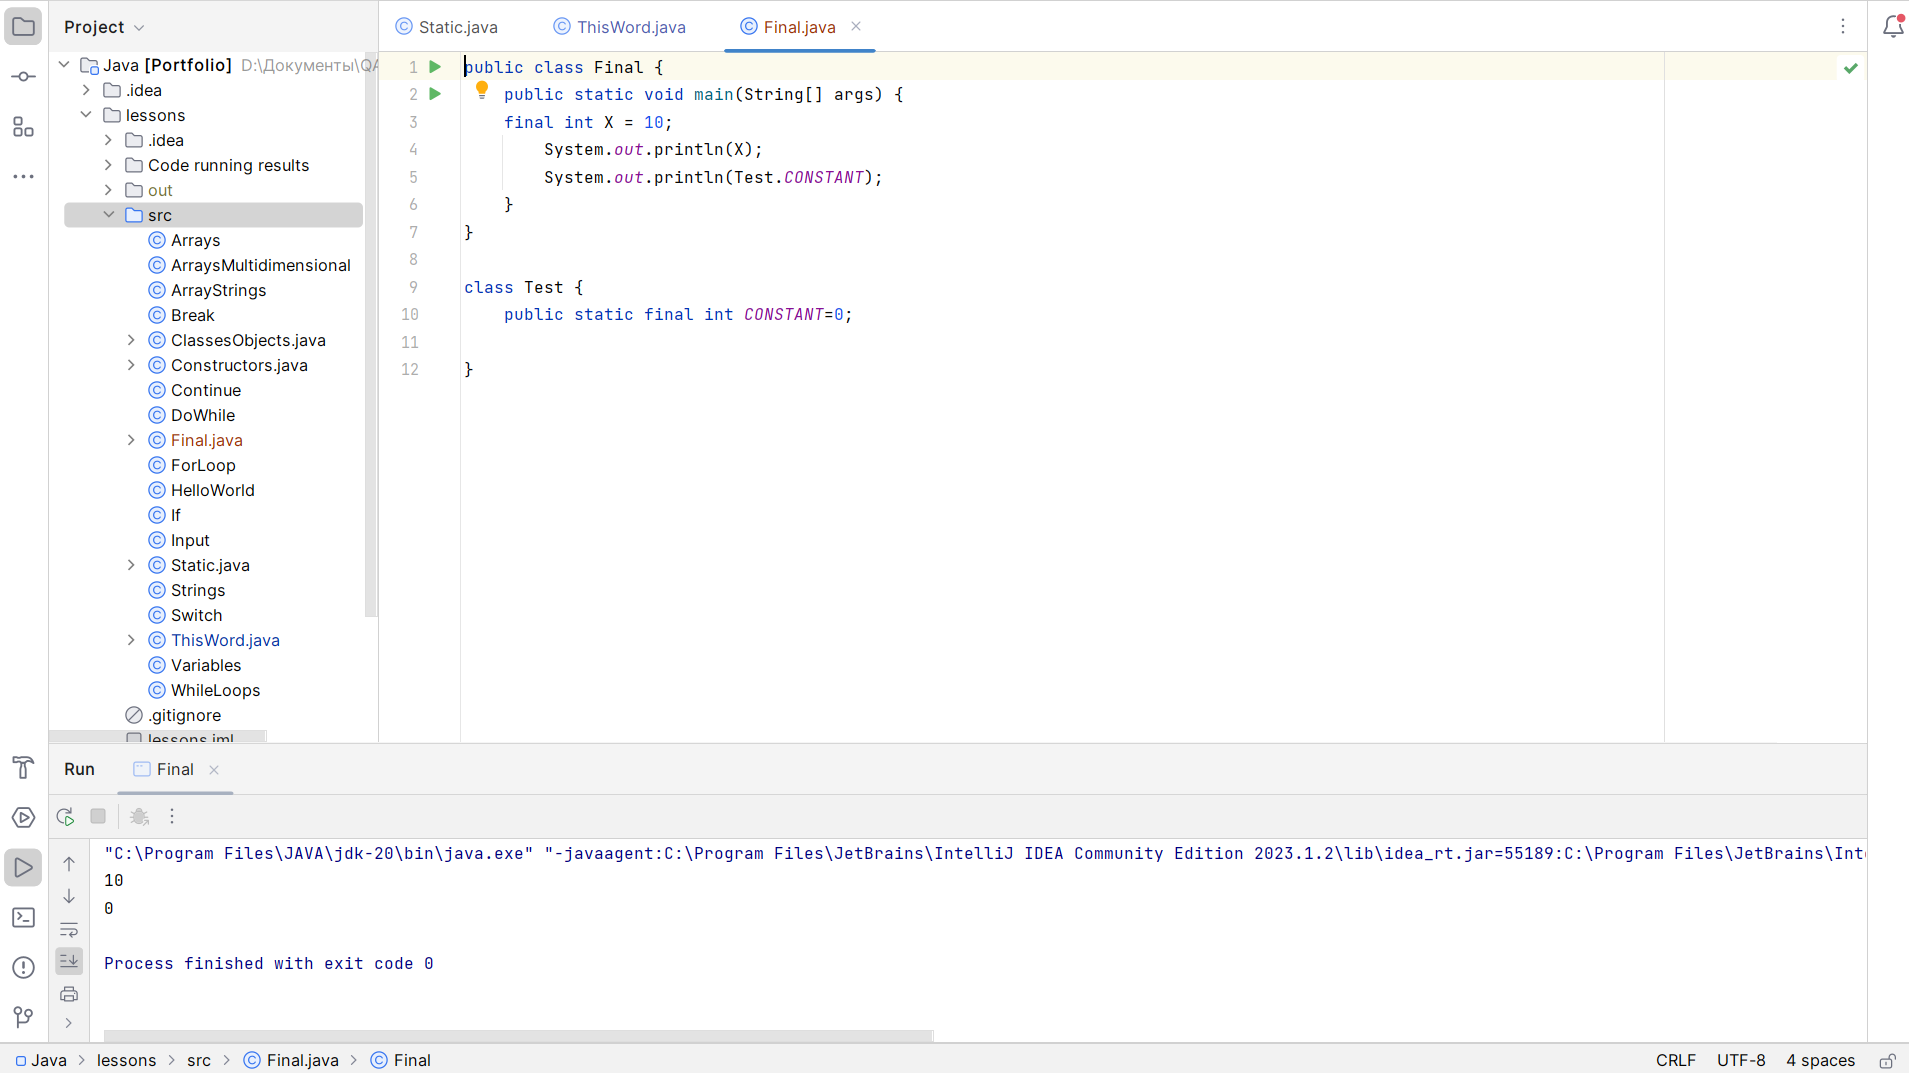 Project
Java [Portfolio] D:\Документы\QA
.idea
lessons
.idea
Code running results
out
src
Arrays
ArraysMultidimensional
ArrayStrings
Break
ClassesObjects.java
Constructors.java
Continue
DoWhile
Final.java
ForLoop
HelloWorld
If
Input
Static.java
Strings
Switch
ThisWord.java
Variables
WhileLoops
.gitignore
lessons.iml
Static.java ThisWord.java Final.java
1 public class Final {
2 public static void main(String[] args) {
3 final int X = 10;
4 System.out.println(X);
5 System.out.println(Test.CONSTANT);
6 }
7 }
8
9 class Test {
10 public static final int CONSTANT=0;
11
12 }
Run Final
"C:\Program Files\JAVA\jdk-20\bin\java.exe" "-javaagent:C:\Program Files\JetBrains\IntelliJ IDEA Community Edition 2023.1.2\lib\idea_rt.jar=55189:C:\Program Files\JetBrains\Int
10
0
Process finished with exit code 0
Java lessons src Final.java Final CRLF UTF-8 4 spaces